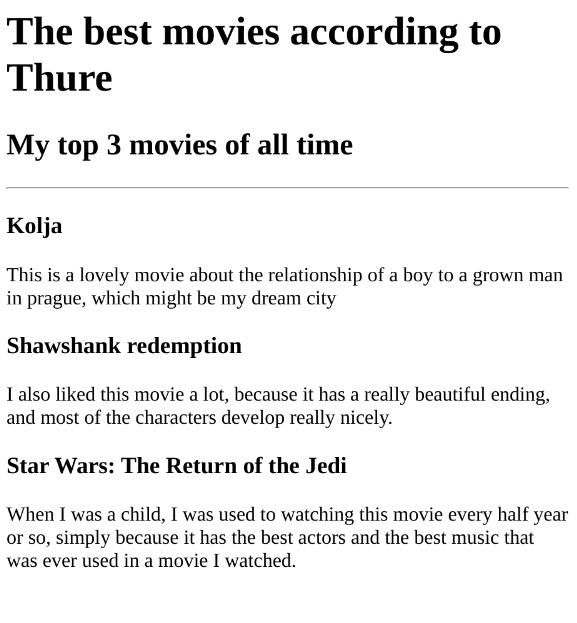 The best movies according to
Thure
My top 3 movies of all time
Kolja
This is a lovely movie about the relationship of a boy to a grown man
in prague, which might be my dream city
Shawshank redemption
I also liked this movie a lot, because it has a really beautiful ending,
and most of the characters develop really nicely.
Star Wars: The Return of the Jedi
When I was a child, I was used to watching this movie every half year
or so, simply because it has the best actors and the best music that
was ever used in a movie I watched.